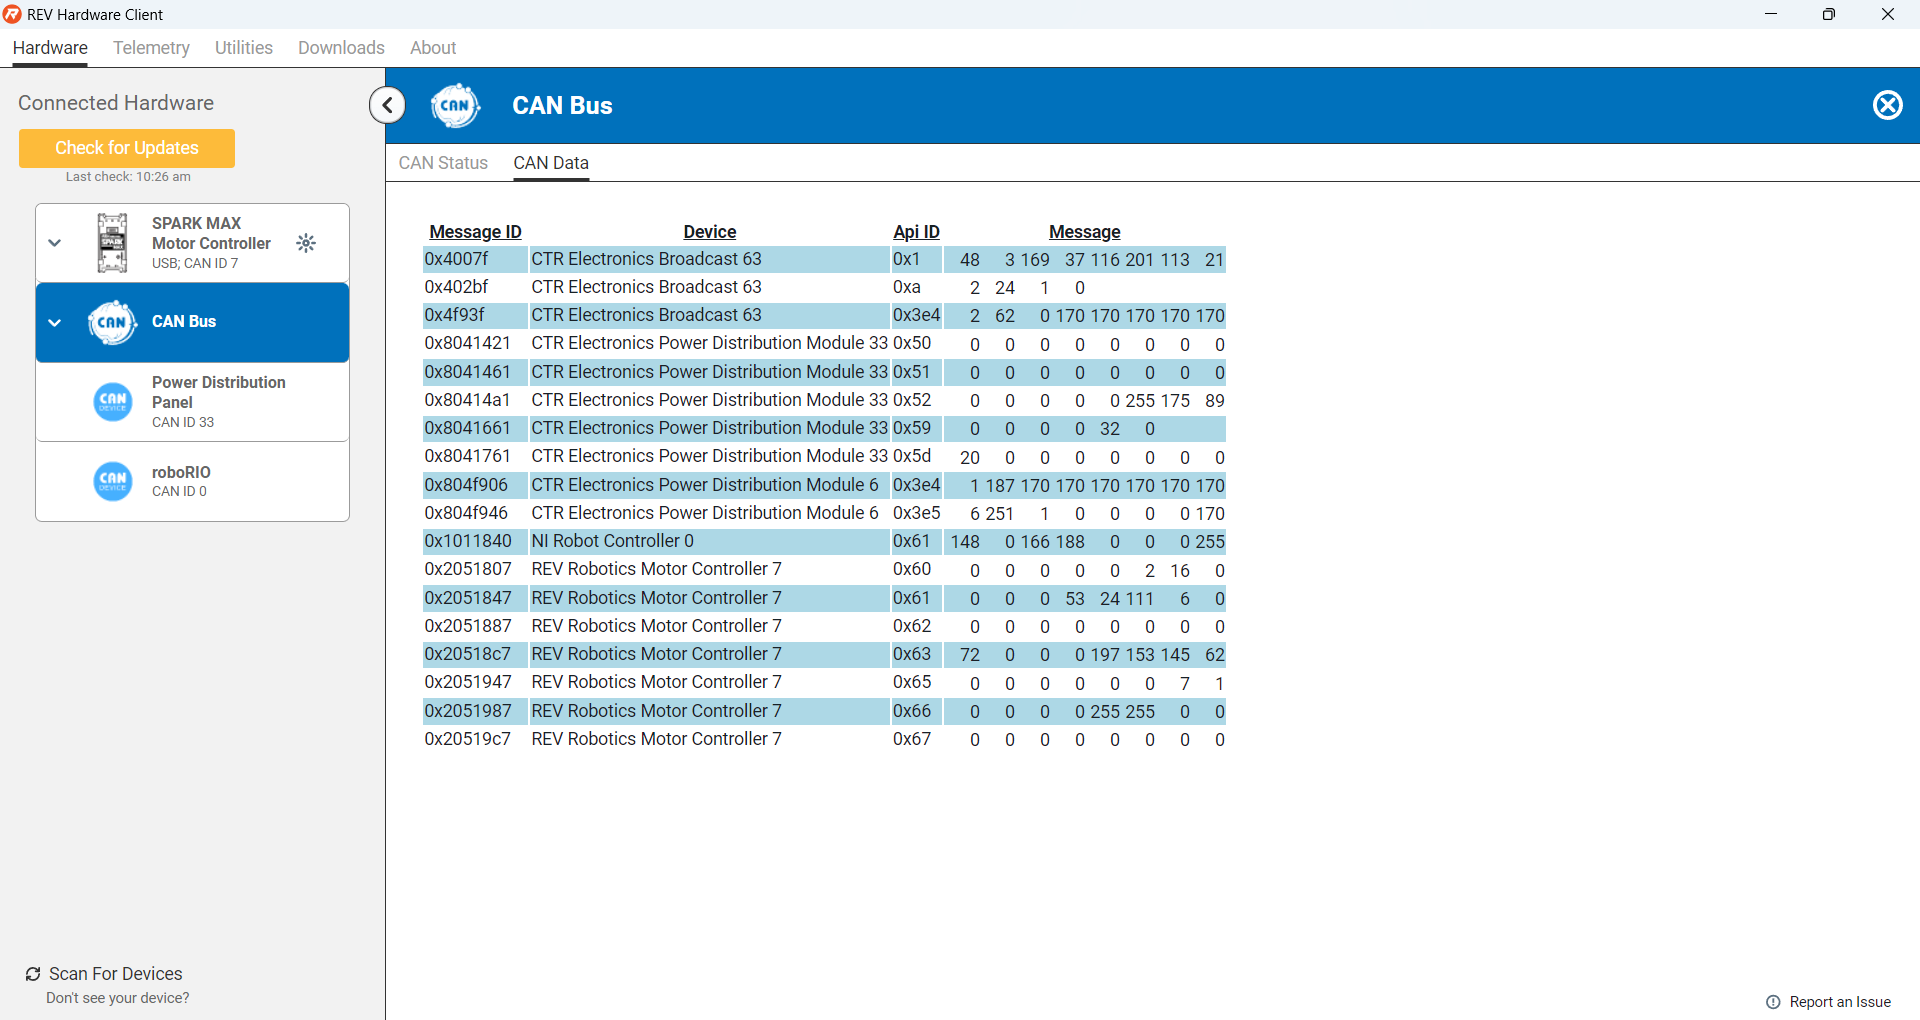 REV Hardware Client
Hardware Telemetry Utilities Downloads About
Connected Hardware
Check for Updates
Last check: 10:26 am
SPARK MAX
Motor Controller
USB; CAN ID 7
CAN CAN Bus
CAN DEVICE
Power Distribution
Panel
CAN ID 33
CAN DEVICE
roboRIO
CAN ID 0
Scan For Devices
Don't see your device?
CAN CAN Bus
CAN Status CAN Data
Message ID Device Api ID Message
0x4007f CTR Electronics Broadcast 63 0x1 48 3 169 37 116 201 113 21
0x402bf CTR Electronics Broadcast 63 0xa 2 24 1 0
0x4f93f CTR Electronics Broadcast 63 0x3e4 2 62 0 170 170 170 170 170
0x8041421 CTR Electronics Power Distribution Module 33 0x50 0 0 0 0 0 0 0 0
0x8041461 CTR Electronics Power Distribution Module 33 0x51 0 0 0 0 0 0 0 0
0x80414a1 CTR Electronics Power Distribution Module 33 0x52 0 0 0 0 0 255 175 89
0x8041661 CTR Electronics Power Distribution Module 33 0x59 0 0 0 0 32 0
0x8041761 CTR Electronics Power Distribution Module 33 0x5d 20 0 0 0 0 0 0 0
0x804f906 CTR Electronics Power Distribution Module 6 0x3e4 1 187 170 170 170 170 170 170
0x804f946 CTR Electronics Power Distribution Module 6 0x3e5 6 251 1 0 0 0 0 170
0x1011840 NI Robot Controller 0 0x61 148 0 166 188 0 0 0 255
0x2051807 REV Robotics Motor Controller 7 0x60 0 0 0 0 0 2 16 0
0x2051847 REV Robotics Motor Controller 7 0x61 0 0 0 53 24 111 6 0
0x2051887 REV Robotics Motor Controller 7 0x62 0 0 0 0 0 0 0 0
0x20518c7 REV Robotics Motor Controller 7 0x63 72 0 0 0 197 153 145 62
0x2051947 REV Robotics Motor Controller 7 0x65 0 0 0 0 0 0 7 1
0x2051987 REV Robotics Motor Controller 7 0x66 0 0 0 0 255 255 0 0
0x20519c7 REV Robotics Motor Controller 7 0x67 0 0 0 0 0 0 0 0
Report an Issue